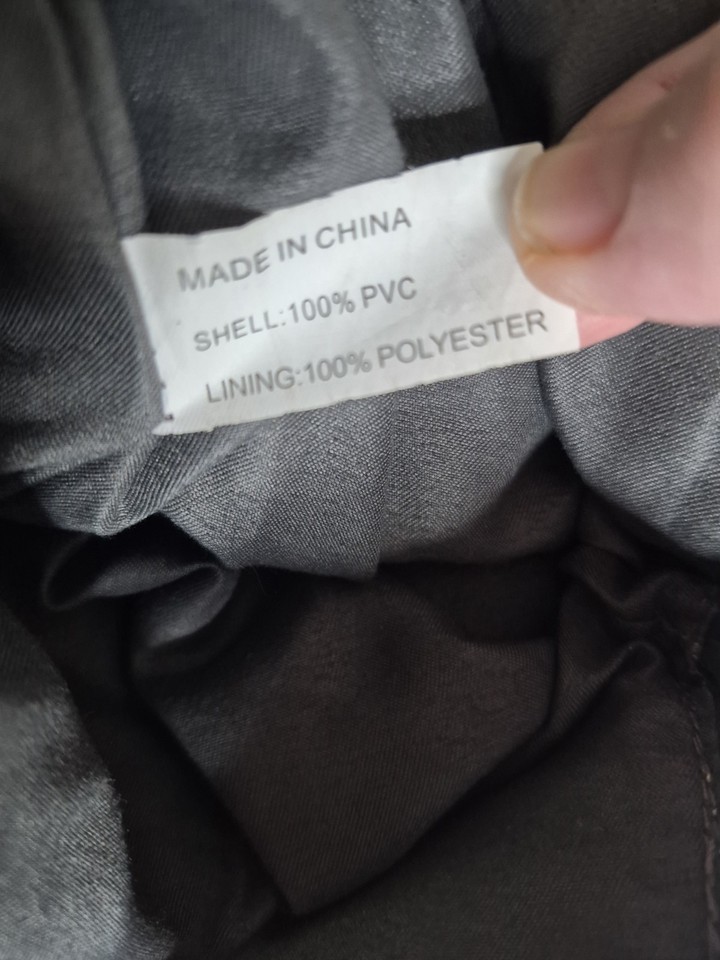 MADE IN CHINA
SHELL:100% PVC
LINING:100% POLYESTER